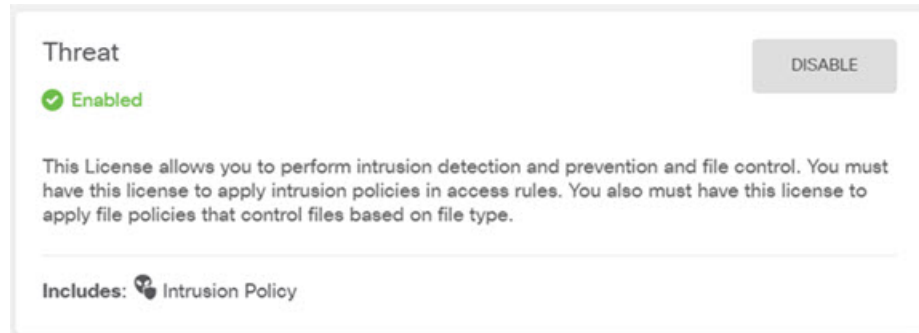 Threat
DISABLE
Enabled
This License allows you to perform intrusion detection and prevention and file control. You must
have this license to apply intrusion policies in access rules. You also must have this license to
apply file policies that control files based on file type.
Includes: Intrusion Policy